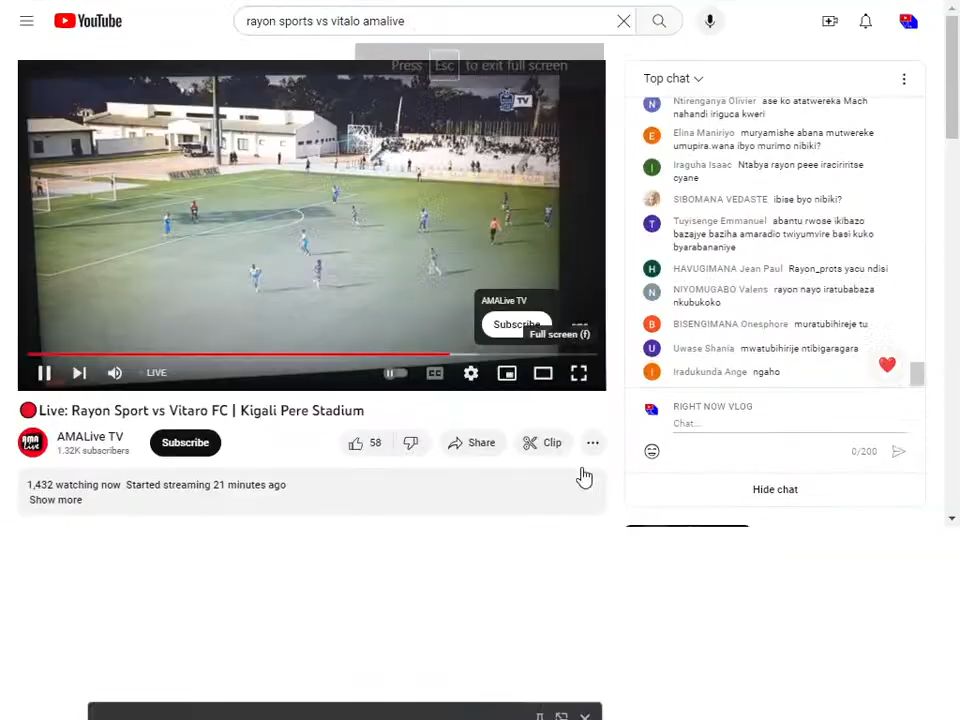 YouTube
rayon sports vs vitalo amalive
Press Esc to exit full screen
TV
AMALive TV
Subscribe
Full screen (f)
LIVE
CC
🔴Live: Rayon Sport vs Vitaro FC | Kigali Pere Stadium
AMA
Live
AMALive TV
1.32K subscribers
Subscribe
58
Share
Clip
1,432 watching now Started streaming 21 minutes ago
Show more
Top chat
N Ntirenganya Olivier ase ko atatwereka Mach
nahandi iriguca kweri
E Elina Maniriyo muryamishe abana mutwereke
umupira.wana ibyo murimo nibiki?
I Iraguha Isaac Ntabya rayon peee iraciriritse
cyane
SIBOMANA VEDASTE ibise byo nibiki?
T Tuyisenge Emmanuel abantu rwose ikibazo
bazajye baziha amaradio twiyumvire basi kuko
byarabananiye
H HAVUGIMANA Jean Paul Rayon_prots yacu ndisi
N NIYOMUGABO Valens rayon nayo iratubabaza
nkubukoko
B BISENGIMANA Onesphore muratubihireje tu
U Uwase Shania mwatubihirije ntibigaragara
I Iradukunda Ange ngaho
RIGHT NOW VLOG
Chat...
0/200
Hide chat